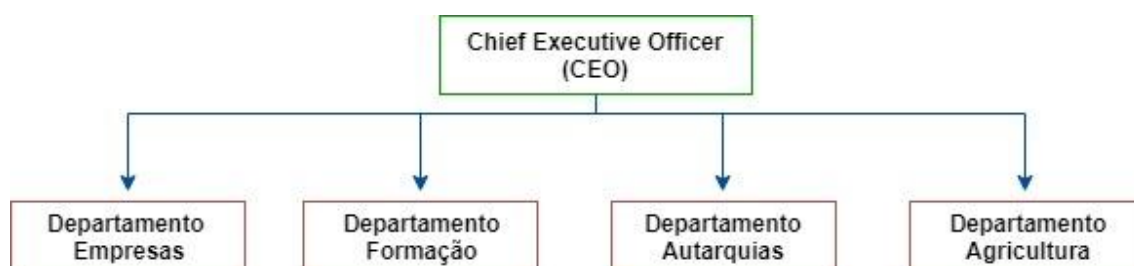 Chief Executive Officer
(CEO)
Departamento
Empresas
Departamento
Formação
Departamento
Autarquias
Departamento
Agricultura